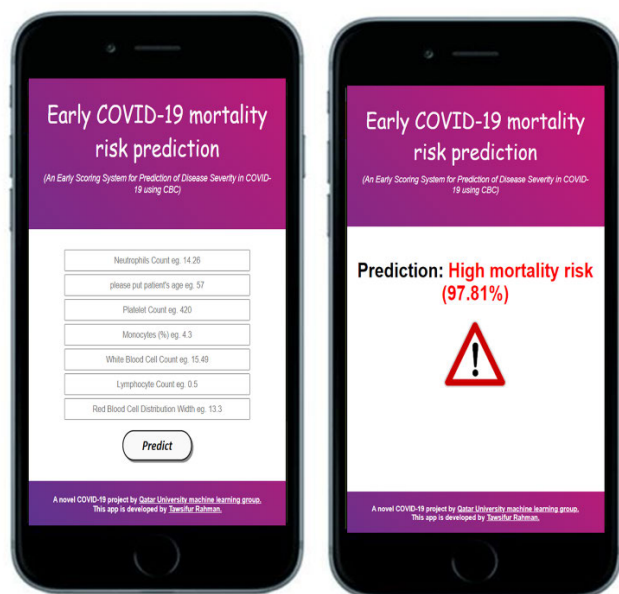 Early COVID-19 mortality
risk prediction
(An Early Scoring System for Prediction of Disease Severity in COVID-
19 using CBC)
Neutrophils Count eg. 14.26
please put patient's age eg. 57
Platelet Count eg. 420
Monocytes (%) eg. 4.3
White Blood Cell Count eg. 15.49
Lymphocyte Count eg. 0.5
Red Blood Cell Distribution Width eg. 13.3
Predict
A novel COVID-19 project by Qatar University machine learning group.
This app is developed by Tawsifur Rahman.
Early COVID-19 mortality
risk prediction
(An Early Scoring System for Prediction of Disease Severity in COVID-
19 using CBC)
Prediction: High mortality risk
(97.81%)
!
A novel COVID-19 project by Qatar University machine learning group.
This app is developed by Tawsifur Rahman.